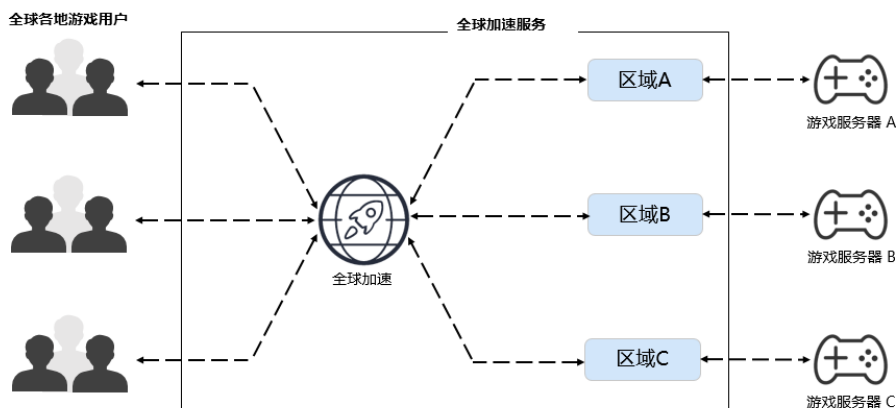 全球各地游戏用户
全球加速服务
区域A
游戏服务器 A
区域B
游戏服务器 B
全球加速
区域C
游戏服务器 C